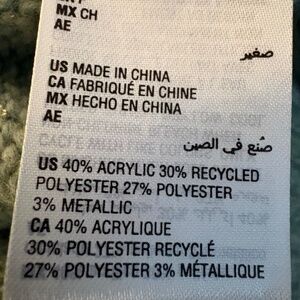 MX CH
AE
صغير
US MADE IN CHINA
CA FABRIQUÉ EN CHINE
MX HECHO EN CHINA
AE
صُنع في الصين
US 40% ACRYLIC 30% RECYCLED
POLYESTER 27% POLYESTER
3% METALLIC
CA 40% ACRYLIQUE
30% POLYESTER RECYCLÉ
27% POLYESTER 3% MÉTALLIQUE